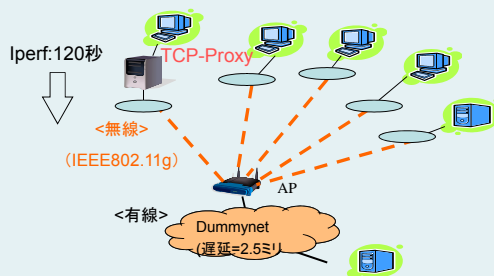 Iperf:120秒
TCP-Proxy
<無線>
（IEEE802.11g）
AP
<有線>
Dummynet
(遅延=2.5ミリ